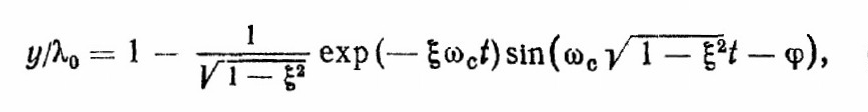 y/λ₀ = 1 − 1/√(1 − ξ²) exp (− ξω_c t) sin (ω_c √(1 − ξ²) t − φ),